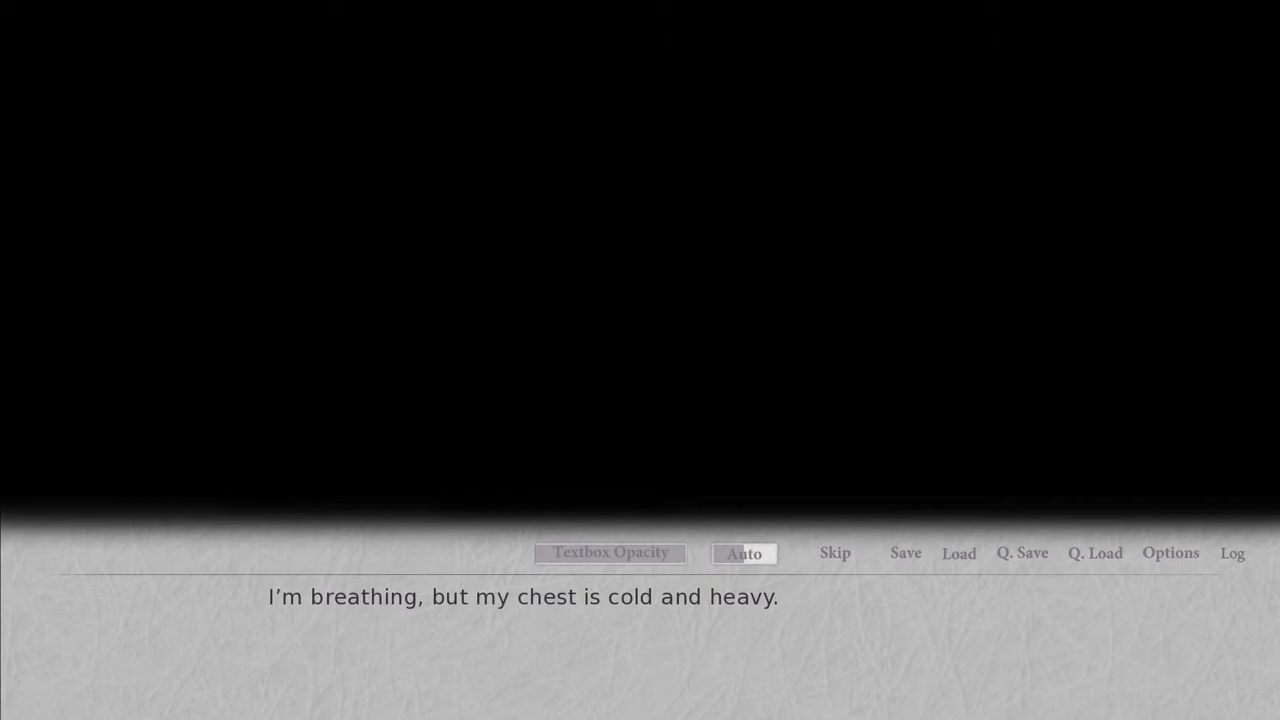 Textbox Opacity Auto Skip Save Load Q. Save Q. Load Options Log
I’m breathing, but my chest is cold and heavy.